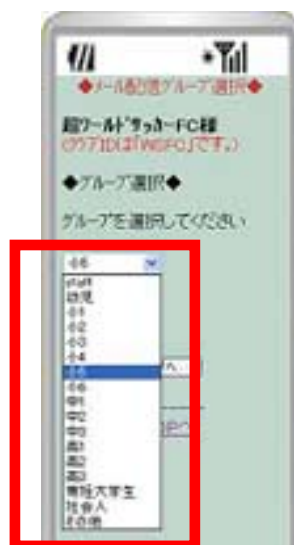 ◆メール配信グループ選択◆
超ワールドサッカーFC様
(クラブIDは「WSFC」です。)
◆グループ選択◆
グループを選択してください
小6
staff
幼児
小1
小2
小3
小4
小5
小6
中1
中2
中3
高1
高2
高3
専短大学生
社会人
その他